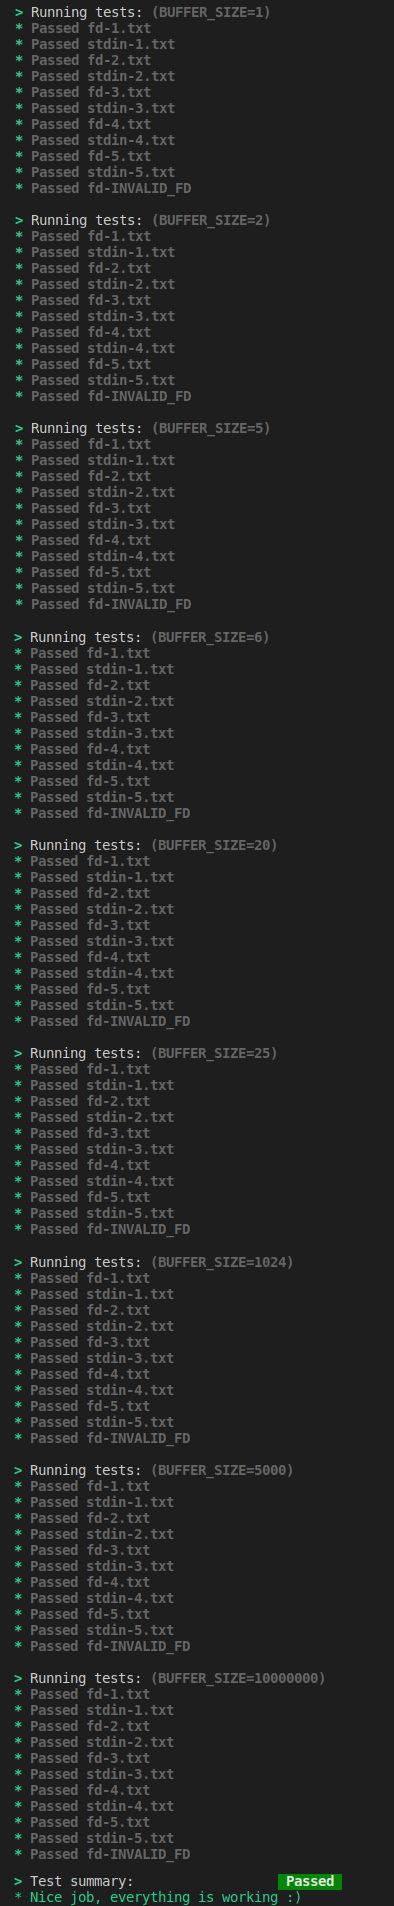 > Running tests: (BUFFER_SIZE=1)
* Passed fd-1.txt
* Passed stdin-1.txt
* Passed fd-2.txt
* Passed stdin-2.txt
* Passed fd-3.txt
* Passed stdin-3.txt
* Passed fd-4.txt
* Passed stdin-4.txt
* Passed fd-5.txt
* Passed stdin-5.txt
* Passed fd-INVALID_FD
> Running tests: (BUFFER_SIZE=2)
* Passed fd-1.txt
* Passed stdin-1.txt
* Passed fd-2.txt
* Passed stdin-2.txt
* Passed fd-3.txt
* Passed stdin-3.txt
* Passed fd-4.txt
* Passed stdin-4.txt
* Passed fd-5.txt
* Passed stdin-5.txt
* Passed fd-INVALID_FD
> Running tests: (BUFFER_SIZE=5)
* Passed fd-1.txt
* Passed stdin-1.txt
* Passed fd-2.txt
* Passed stdin-2.txt
* Passed fd-3.txt
* Passed stdin-3.txt
* Passed fd-4.txt
* Passed stdin-4.txt
* Passed fd-5.txt
* Passed stdin-5.txt
* Passed fd-INVALID_FD
> Running tests: (BUFFER_SIZE=6)
* Passed fd-1.txt
* Passed stdin-1.txt
* Passed fd-2.txt
* Passed stdin-2.txt
* Passed fd-3.txt
* Passed stdin-3.txt
* Passed fd-4.txt
* Passed stdin-4.txt
* Passed fd-5.txt
* Passed stdin-5.txt
* Passed fd-INVALID_FD
> Running tests: (BUFFER_SIZE=20)
* Passed fd-1.txt
* Passed stdin-1.txt
* Passed fd-2.txt
* Passed stdin-2.txt
* Passed fd-3.txt
* Passed stdin-3.txt
* Passed fd-4.txt
* Passed stdin-4.txt
* Passed fd-5.txt
* Passed stdin-5.txt
* Passed fd-INVALID_FD
> Running tests: (BUFFER_SIZE=25)
* Passed fd-1.txt
* Passed stdin-1.txt
* Passed fd-2.txt
* Passed stdin-2.txt
* Passed fd-3.txt
* Passed stdin-3.txt
* Passed fd-4.txt
* Passed stdin-4.txt
* Passed fd-5.txt
* Passed stdin-5.txt
* Passed fd-INVALID_FD
> Running tests: (BUFFER_SIZE=1024)
* Passed fd-1.txt
* Passed stdin-1.txt
* Passed fd-2.txt
* Passed stdin-2.txt
* Passed fd-3.txt
* Passed stdin-3.txt
* Passed fd-4.txt
* Passed stdin-4.txt
* Passed fd-5.txt
* Passed stdin-5.txt
* Passed fd-INVALID_FD
> Running tests: (BUFFER_SIZE=5000)
* Passed fd-1.txt
* Passed stdin-1.txt
* Passed fd-2.txt
* Passed stdin-2.txt
* Passed fd-3.txt
* Passed stdin-3.txt
* Passed fd-4.txt
* Passed stdin-4.txt
* Passed fd-5.txt
* Passed stdin-5.txt
* Passed fd-INVALID_FD
> Running tests: (BUFFER_SIZE=10000000)
* Passed fd-1.txt
* Passed stdin-1.txt
* Passed fd-2.txt
* Passed stdin-2.txt
* Passed fd-3.txt
* Passed stdin-3.txt
* Passed fd-4.txt
* Passed stdin-4.txt
* Passed fd-5.txt
* Passed stdin-5.txt
* Passed fd-INVALID_FD
> Test summary: Passed
* Nice job, everything is working :)